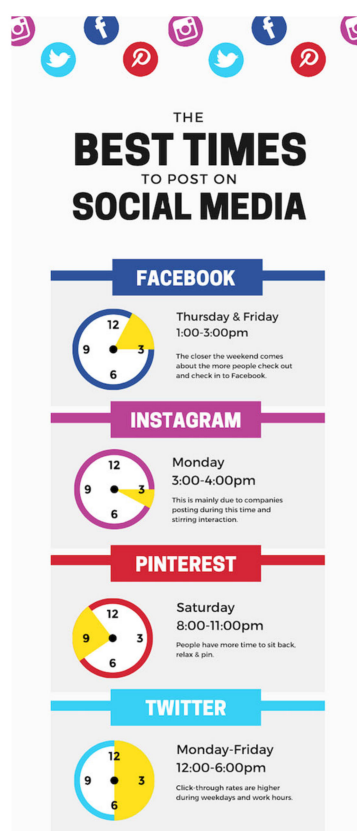 THE
BEST TIMES
TO POST ON
SOCIAL MEDIA
FACEBOOK
12
9 3
6
Thursday & Friday
1:00-3:00pm
The closer the weekend comes
about the more people check out
and check in to Facebook.
INSTAGRAM
12
9 3
6
Monday
3:00-4:00pm
This is mainly due to companies
posting during this time and
stirring interaction.
PINTEREST
12
9 3
6
Saturday
8:00-11:00pm
People have more time to sit back,
relax & pin.
TWITTER
12
9 3
6
Monday-Friday
12:00-6:00pm
Click-through rates are higher
during weekdays and work hours.